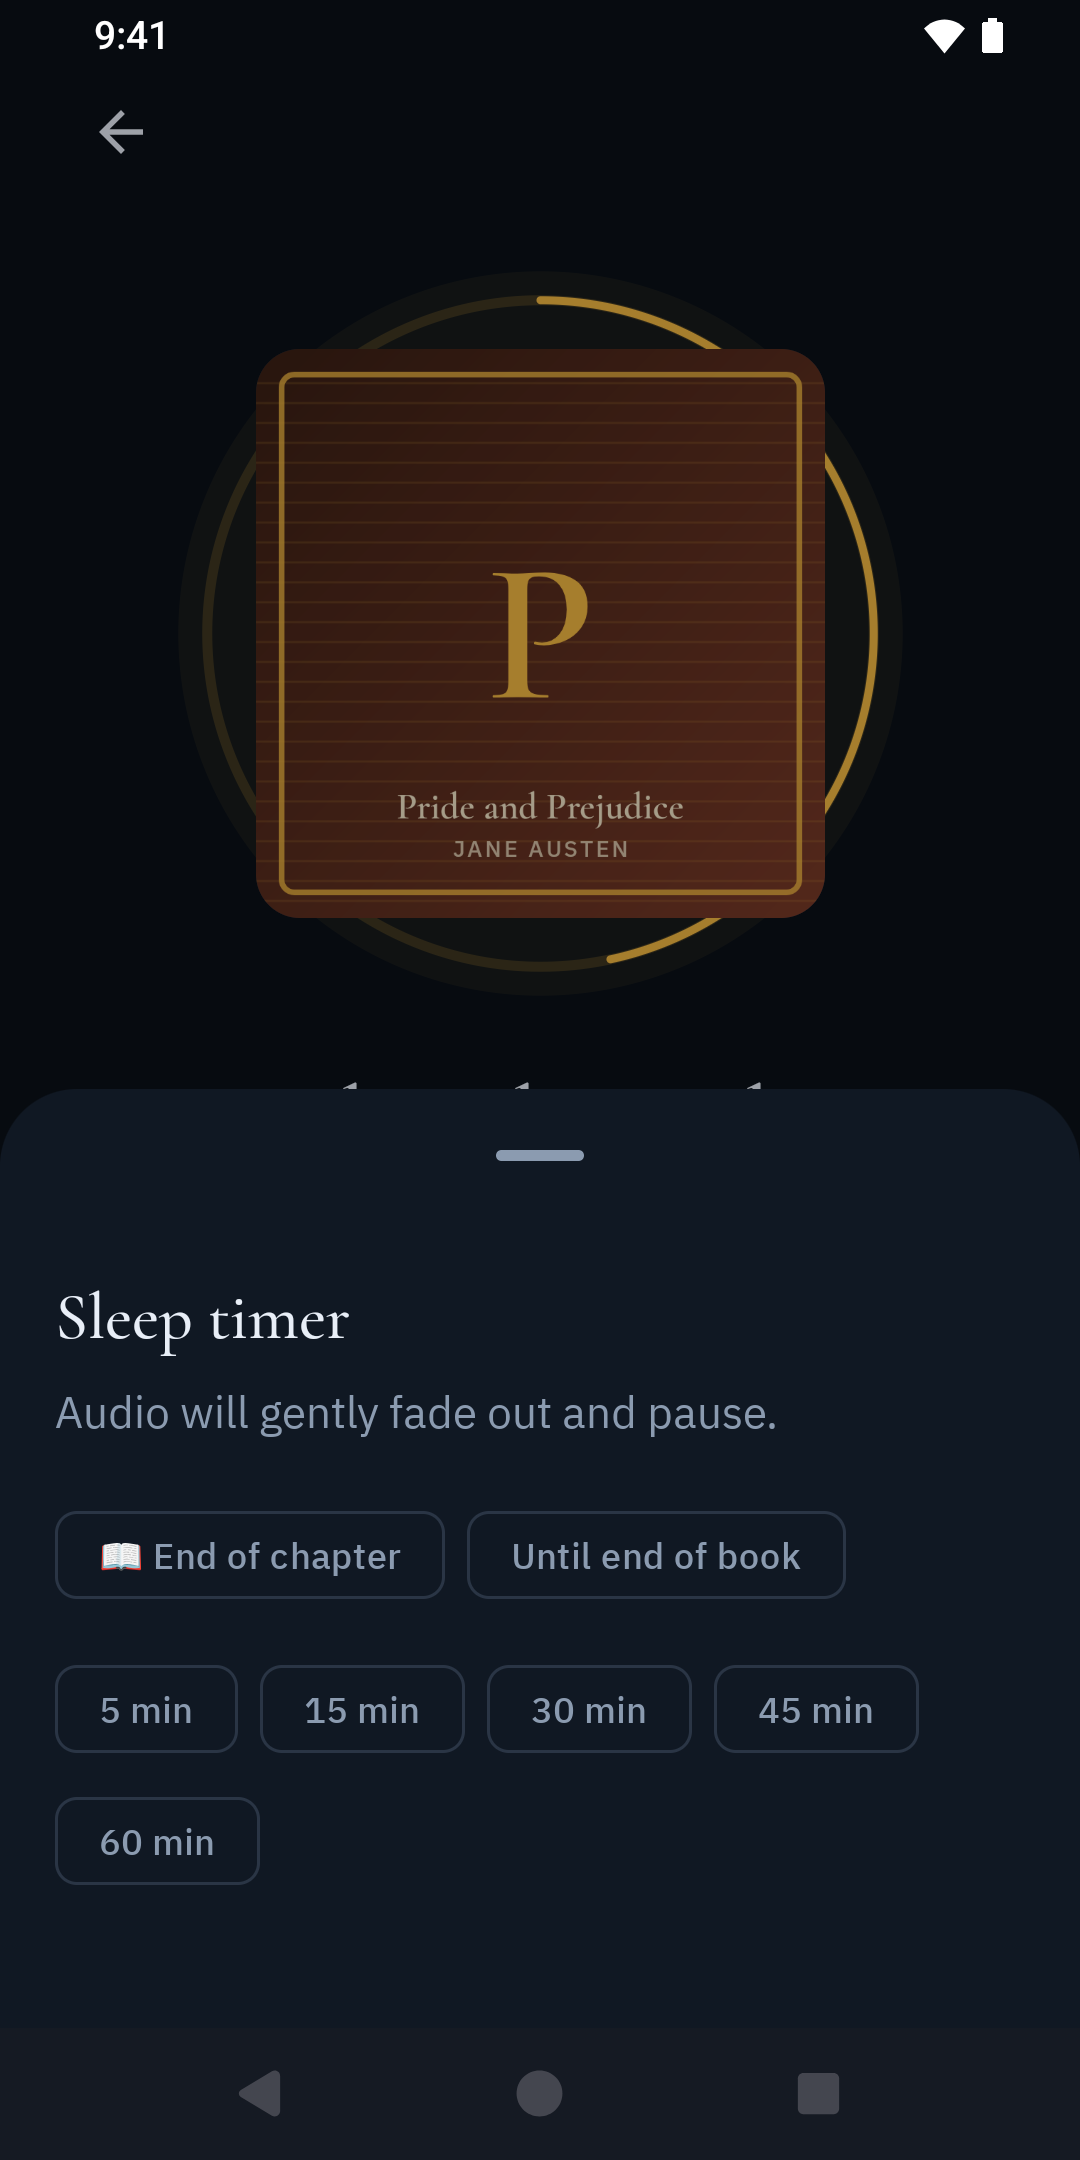 9:41
P
Pride and Prejudice
JANE AUSTEN
Sleep timer
Audio will gently fade out and pause.
📖 End of chapter
Until end of book
5 min
15 min
30 min
45 min
60 min